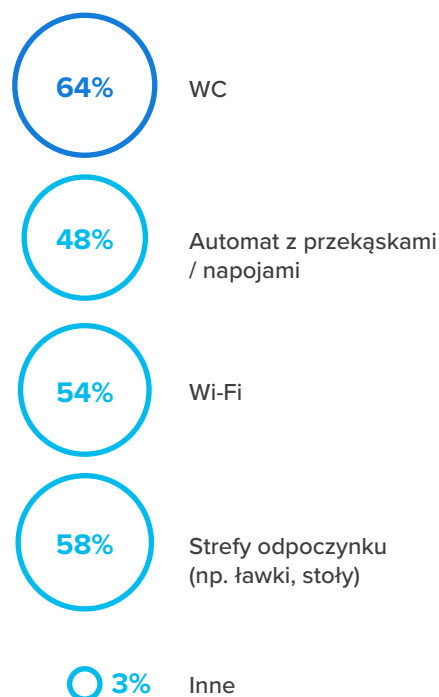 64%
WC
48%
Automat z przekąskami
/ napojami
54%
Wi-Fi
58%
Strefy odpoczynku
(np. ławki, stoły)
3%
Inne